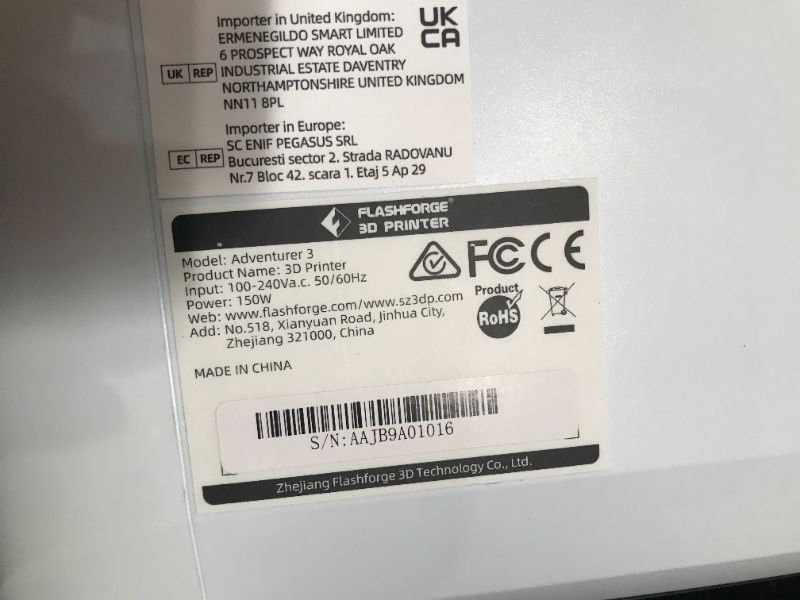 Importer in United Kingdom:
ERMENEGILDO SMART LIMITED
6 PROSPECT WAY ROYAL OAK
INDUSTRIAL ESTATE DAVENTRY
NORTHAMPTONSHIRE UNITED KINGDOM
NN11 8PL
UK REP
UK
CA
Importer in Europe:
SC ENIF PEGASUS SRL
Bucuresti sector 2. Strada RADOVANU
Nr.7 Bloc 42. scara 1. Etaj 5 Ap 29
EC REP
FLASHFORGE®
3D PRINTER
Model: Adventurer 3
Product Name: 3D Printer
Input: 100-240Va.c. 50/60Hz
Power: 150W
Web: www.flashforge.com/www.sz3dp.com
Add: No.518, Xianyuan Road, Jinhua City,
Zhejiang 321000, China
FC CE
Product
RoHS
MADE IN CHINA
S/N:AAJB9A01016
Zhejiang Flashforge 3D Technology Co., Ltd.